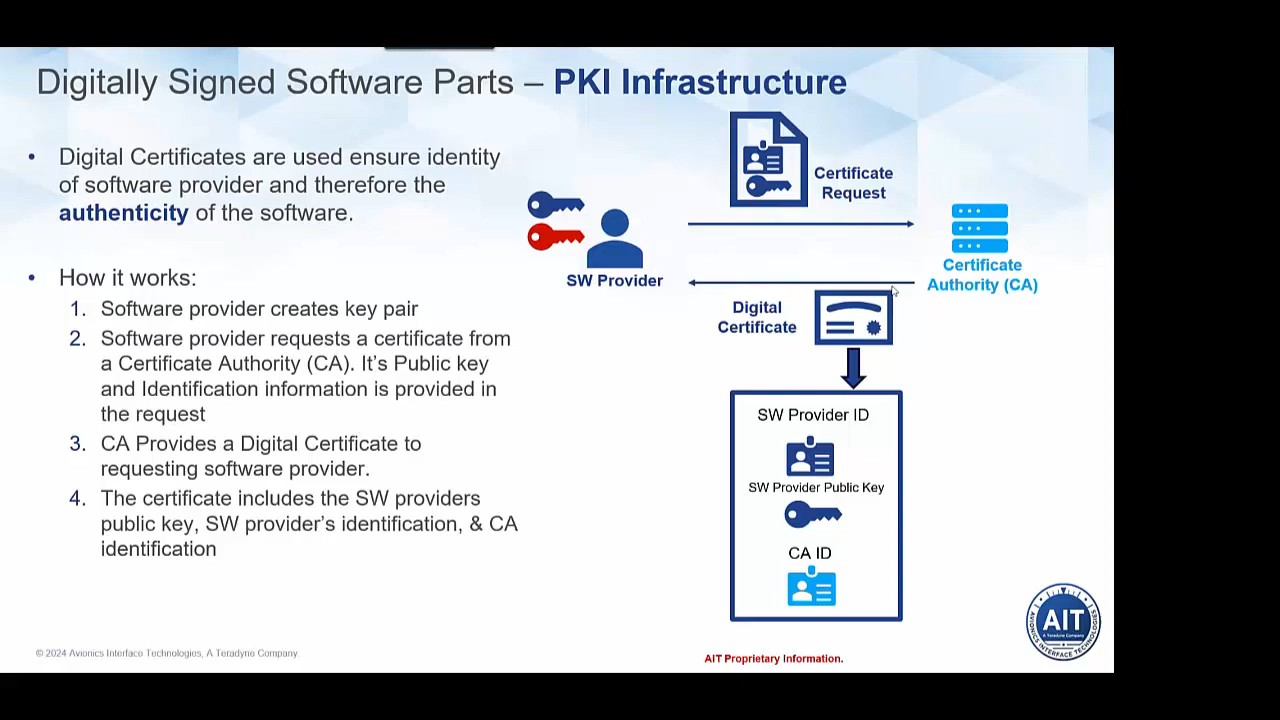 Digitally Signed Software Parts – PKI Infrastructure
• Digital Certificates are used ensure identity
of software provider and therefore the
authenticity of the software.
• How it works:
1. Software provider creates key pair
2. Software provider requests a certificate from
a Certificate Authority (CA). It's Public key
and Identification information is provided in
the request
3. CA Provides a Digital Certificate to
requesting software provider.
4. The certificate includes the SW providers
public key, SW provider's identification, & CA
identification
Certificate
Request
SW Provider
Certificate
Authority (CA)
Digital
Certificate
SW Provider ID
SW Provider Public Key
CA ID
© 2024 Avionics Interface Technologies, A Teradyne Company.
AIT Proprietary Information.
AIT
A Teradyne Company
AVIONICS INTERFACE TECHNOLOGIES